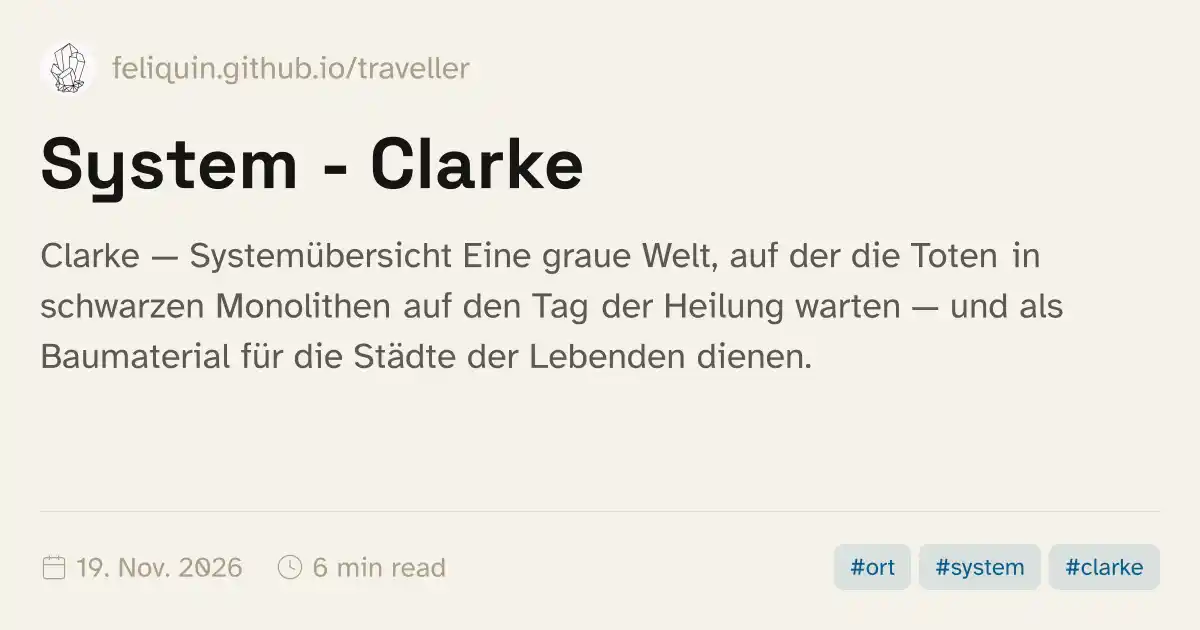 feliquin.github.io/traveller
System - Clarke
Clarke — Systemübersicht Eine graue Welt, auf der die Toten in
schwarzen Monolithen auf den Tag der Heilung warten — und als
Baumaterial für die Städte der Lebenden dienen.
19. Nov. 2026 6 min read #ort #system #clarke